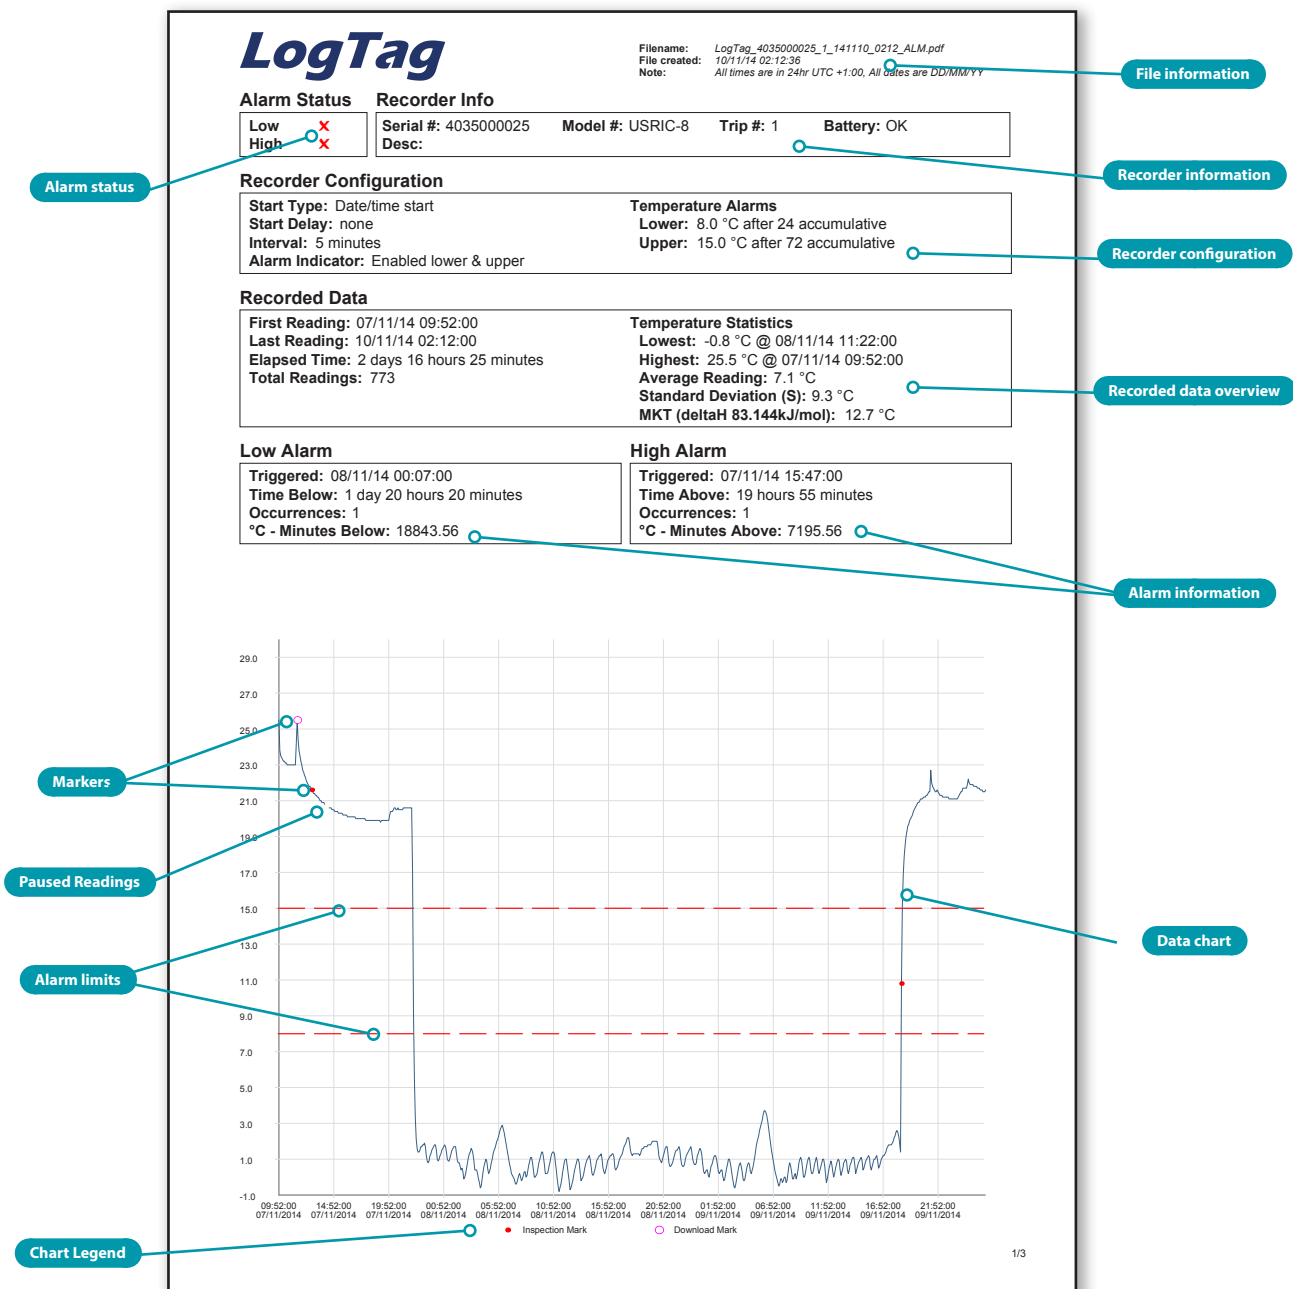 LogTag
Filename: LogTag_4035000025_1_141110_0212_ALM.pdf
File created: 10/11/14 02:12:36
Note: All times are in 24hr UTC +1:00, All dates are DD/MM/YY
File information
Alarm Status
Recorder Info
Low X
High X
Serial #: 4035000025 Model #: USRIC-8 Trip #: 1 Battery: OK
Desc:
Alarm status
Recorder information
Recorder Configuration
Start Type: Date/time start
Start Delay: none
Interval: 5 minutes
Alarm Indicator: Enabled lower & upper
Temperature Alarms
Lower: 8.0 °C after 24 accumulative
Upper: 15.0 °C after 72 accumulative
Recorder configuration
Recorded Data
First Reading: 07/11/14 09:52:00
Last Reading: 10/11/14 02:12:00
Elapsed Time: 2 days 16 hours 25 minutes
Total Readings: 773
Temperature Statistics
Lowest: -0.8 °C @ 08/11/14 11:22:00
Highest: 25.5 °C @ 07/11/14 09:52:00
Average Reading: 7.1 °C
Standard Deviation (S): 9.3 °C
MKT (deltaH 83.144kJ/mol): 12.7 °C
Recorded data overview
Low Alarm
Triggered: 08/11/14 00:07:00
Time Below: 1 day 20 hours 20 minutes
Occurrences: 1
°C - Minutes Below: 18843.56
High Alarm
Triggered: 07/11/14 15:47:00
Time Above: 19 hours 55 minutes
Occurrences: 1
°C - Minutes Above: 7195.56
Alarm information
29.0
27.0
25.0
23.0
21.0
19.0
17.0
15.0
13.0
11.0
9.0
7.0
5.0
3.0
1.0
-1.0
Markers
Paused Readings
Alarm limits
Data chart
09:52:00 14:52:00 19:52:00 00:52:00 05:52:00 10:52:00 15:52:00 20:52:00 01:52:00 06:52:00 11:52:00 16:52:00 21:52:00
07/11/2014 07/11/2014 07/11/2014 08/11/2014 08/11/2014 08/11/2014 08/11/2014 08/11/2014 09/11/2014 09/11/2014 09/11/2014 09/11/2014 09/11/2014
Inspection Mark Download Mark
Chart Legend
1/3